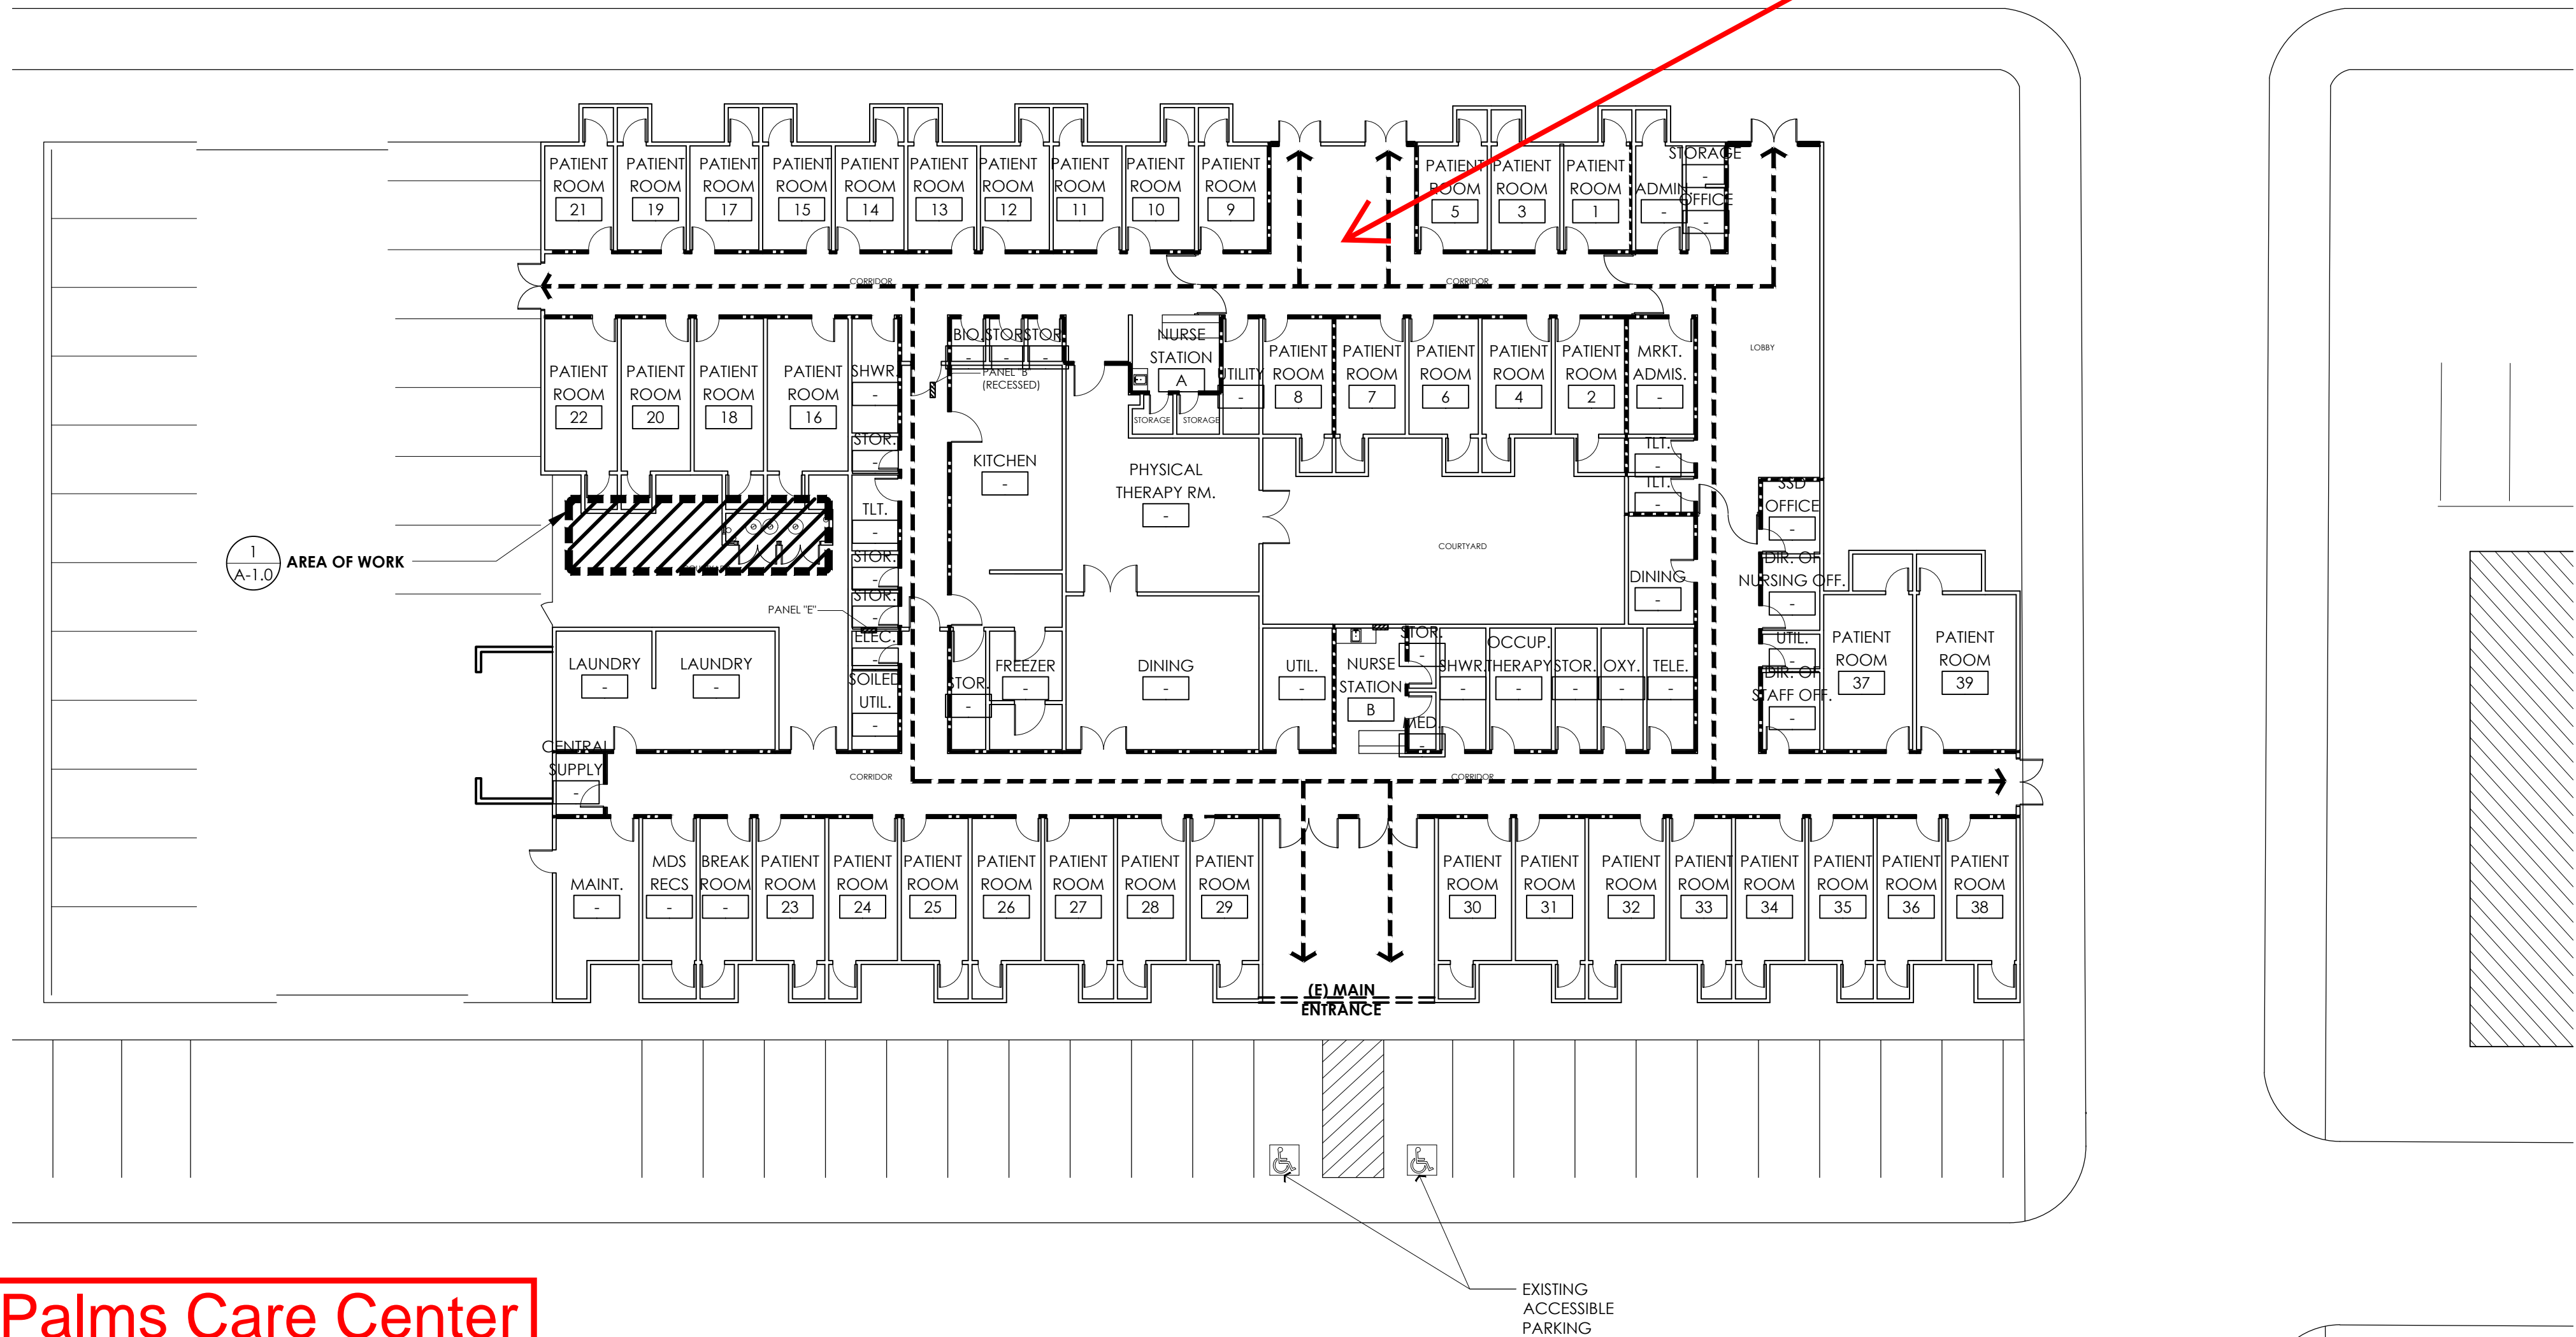 STORAGE
-
PATIENT
ROOM
21
PATIENT
ROOM
19
PATIENT
ROOM
17
PATIENT
ROOM
15
PATIENT
ROOM
14
PATIENT
ROOM
13
PATIENT
ROOM
12
PATIENT
ROOM
11
PATIENT
ROOM
10
PATIENT
ROOM
9
PATIENT
ROOM
5
PATIENT
ROOM
3
PATIENT
ROOM
1
ADMIN.
-
OFFICE
-
CORRIDOR
CORRIDOR
BIO.
-
STOR
-
STOR
-
PANEL "B"
(RECESSED)
NURSE
STATION
A
UTILITY
-
LOBBY
PATIENT
ROOM
22
PATIENT
ROOM
20
PATIENT
ROOM
18
PATIENT
ROOM
16
SHWR.
-
PATIENT
ROOM
8
PATIENT
ROOM
7
PATIENT
ROOM
6
PATIENT
ROOM
4
PATIENT
ROOM
2
MRKT.
ADMIS.
-
STORAGE
STORAGE
STOR.
-
KITCHEN
-
PHYSICAL
THERAPY RM.
-
TLT.
-
TLT.
-
TLT.
-
SSD
OFFICE
-
1
A-1.0
AREA OF WORK
COURTYARD
STOR.
-
STOR.
-
DINING
-
DIR. OF
NURSING OFF.
-
PANEL "E"
ELEC.
-
LAUNDRY
-
LAUNDRY
-
SOILED
UTIL.
-
STOR.
-
FREEZER
-
DINING
-
UTIL.
-
NURSE
STATION
B
STOR.
-
MED.
-
SHWR.
-
OCCUP.
THERAPY
-
STOR.
-
OXY.
-
TELE.
-
UTIL.
-
DIR. OF
STAFF OFF.
-
PATIENT
ROOM
37
PATIENT
ROOM
39
CENTRAL
SUPPLY
-
CORRIDOR
CORRIDOR
MAINT.
-
MDS
RECS
-
BREAK
ROOM
-
PATIENT
ROOM
23
PATIENT
ROOM
24
PATIENT
ROOM
25
PATIENT
ROOM
26
PATIENT
ROOM
27
PATIENT
ROOM
28
PATIENT
ROOM
29
PATIENT
ROOM
30
PATIENT
ROOM
31
PATIENT
ROOM
32
PATIENT
ROOM
33
PATIENT
ROOM
34
PATIENT
ROOM
35
PATIENT
ROOM
36
PATIENT
ROOM
38
(E) MAIN
ENTRANCE
EXISTING
ACCESSIBLE
PARKING
Palms Care Center